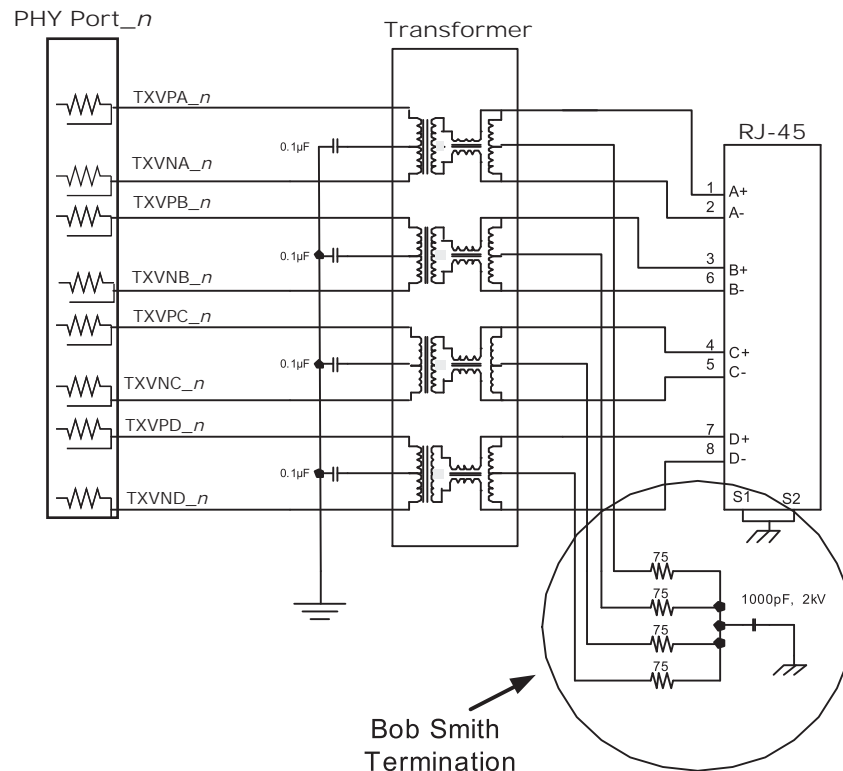 PHY Port_n
Transformer
RJ-45
TXVPA_n
0.1µF
TXVNA_n
TXVPB_n
0.1µF
TXVNB_n
TXVPC_n
0.1µF
TXVNC_n
TXVPD_n
0.1µF
TXVND_n
1 A+
2 A-
3 B+
6 B-
4 C+
5 C-
7 D+
8 D-
S1 S2
75
75
75
75
1000pF, 2kV
Bob Smith
Termination